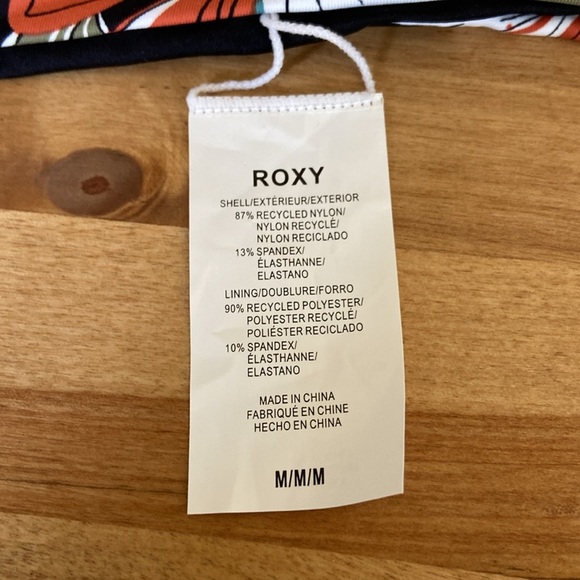 ROXY
SHELL/EXTÉRIEUR/EXTERIOR
87% RECYCLED NYLON/
NYLON RECYCLÉ/
NYLON RECICLADO
13% SPANDEX/
ÉLASTHANNE/
ELASTANO
LINING/DOUBLURE/FORRO
90% RECYCLED POLYESTER/
POLYESTER RECYCLÉ/
POLIÉSTER RECICLADO
10% SPANDEX/
ÉLASTHANNE/
ELASTANO
MADE IN CHINA
FABRIQUÉ EN CHINE
HECHO EN CHINA
M/M/M